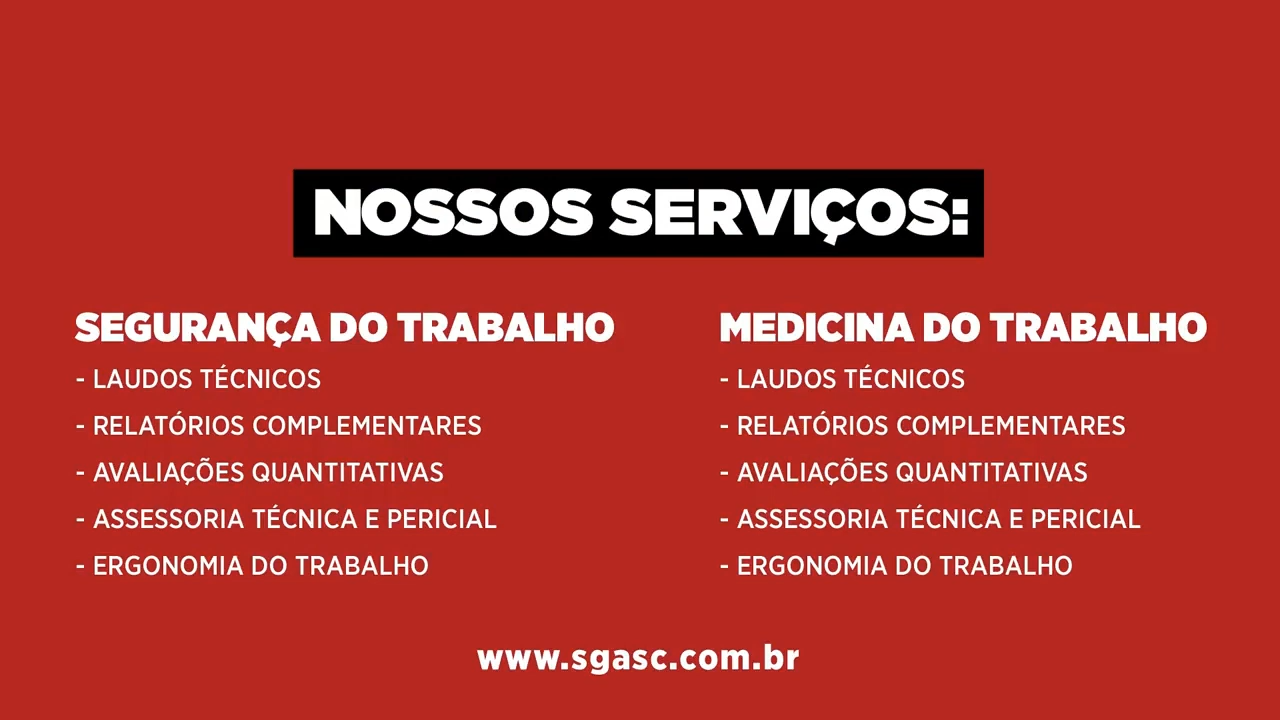 NOSSOS SERVIÇOS:
SEGURANÇA DO TRABALHO
- LAUDOS TÉCNICOS
- RELATÓRIOS COMPLEMENTARES
- AVALIAÇÕES QUANTITATIVAS
- ASSESSORIA TÉCNICA E PERICIAL
- ERGONOMIA DO TRABALHO
MEDICINA DO TRABALHO
- LAUDOS TÉCNICOS
- RELATÓRIOS COMPLEMENTARES
- AVALIAÇÕES QUANTITATIVAS
- ASSESSORIA TÉCNICA E PERICIAL
- ERGONOMIA DO TRABALHO
www.sgasc.com.br